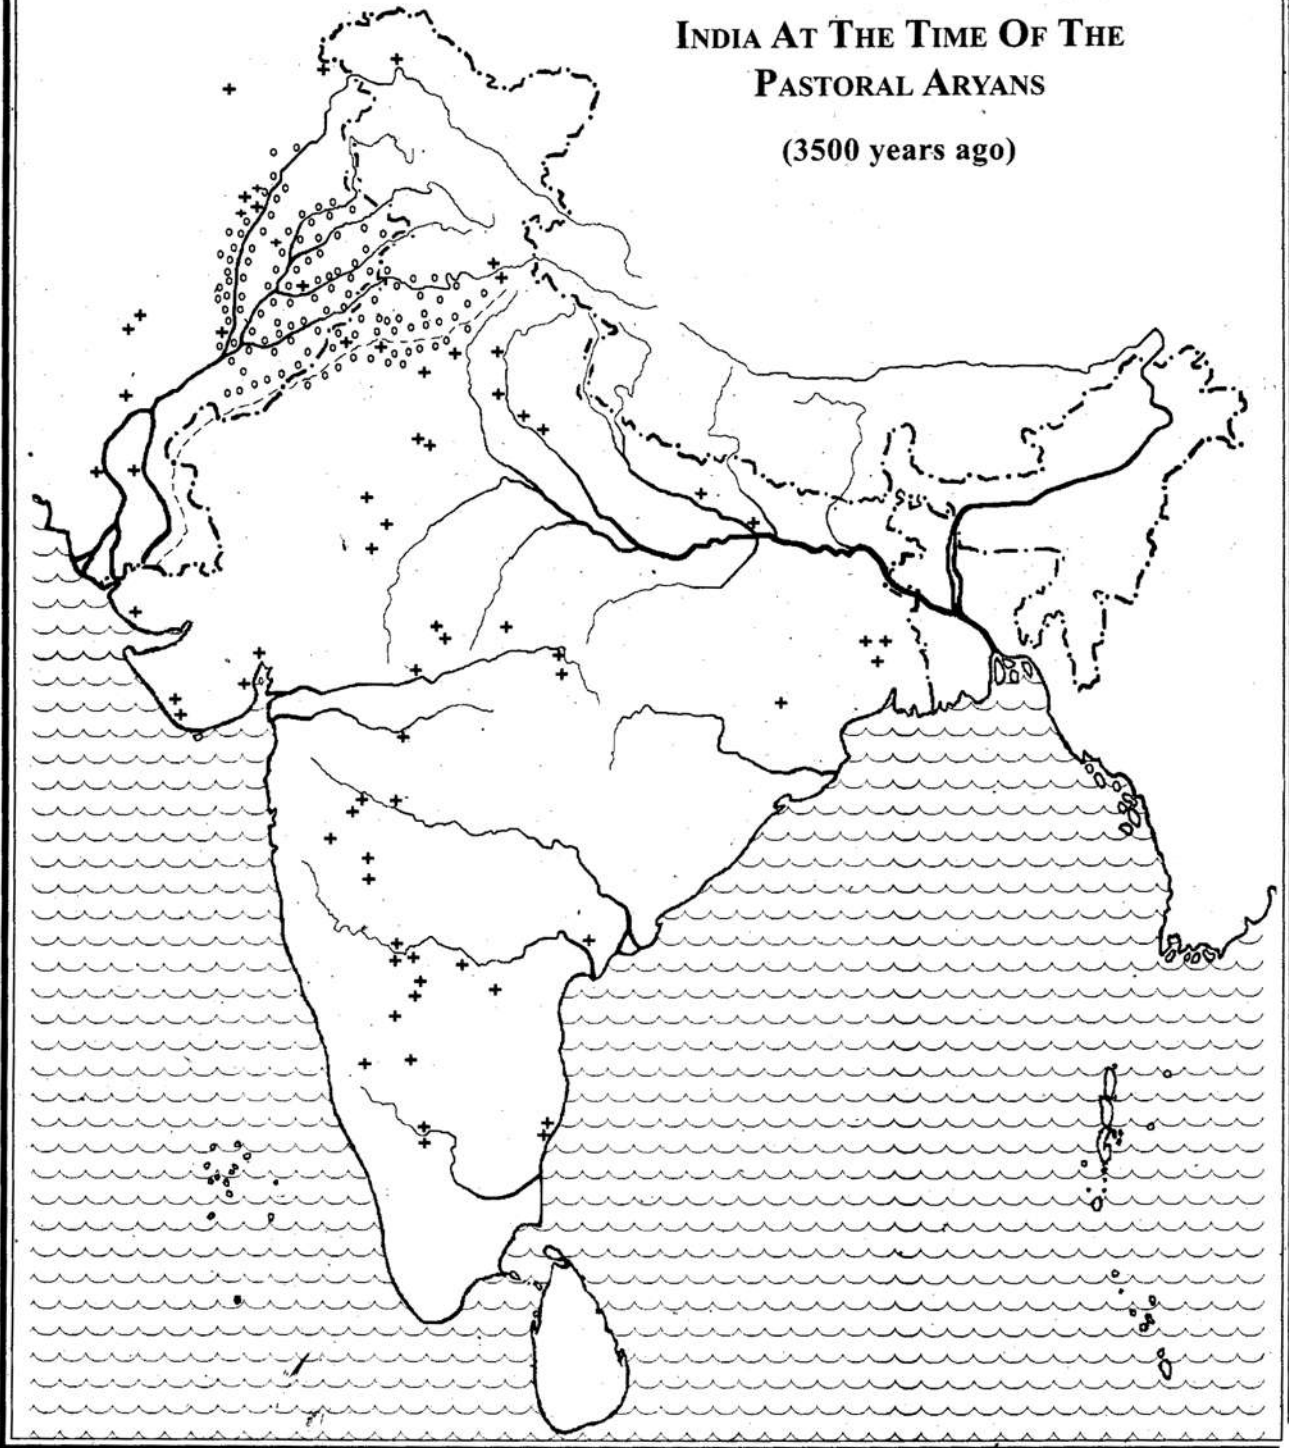 INDIA AT THE TIME OF THE
PASTORAL ARYANS
(3500 years ago)